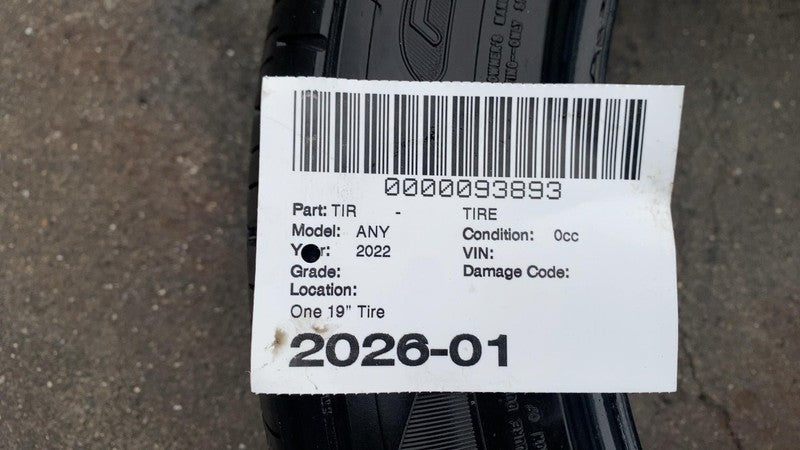 0000093893
Part: TIR - TIRE
Model: ANY Condition: 0cc
2022 VIN:
Grade: Damage Code:
Location:
One 19" Tire
2026-01